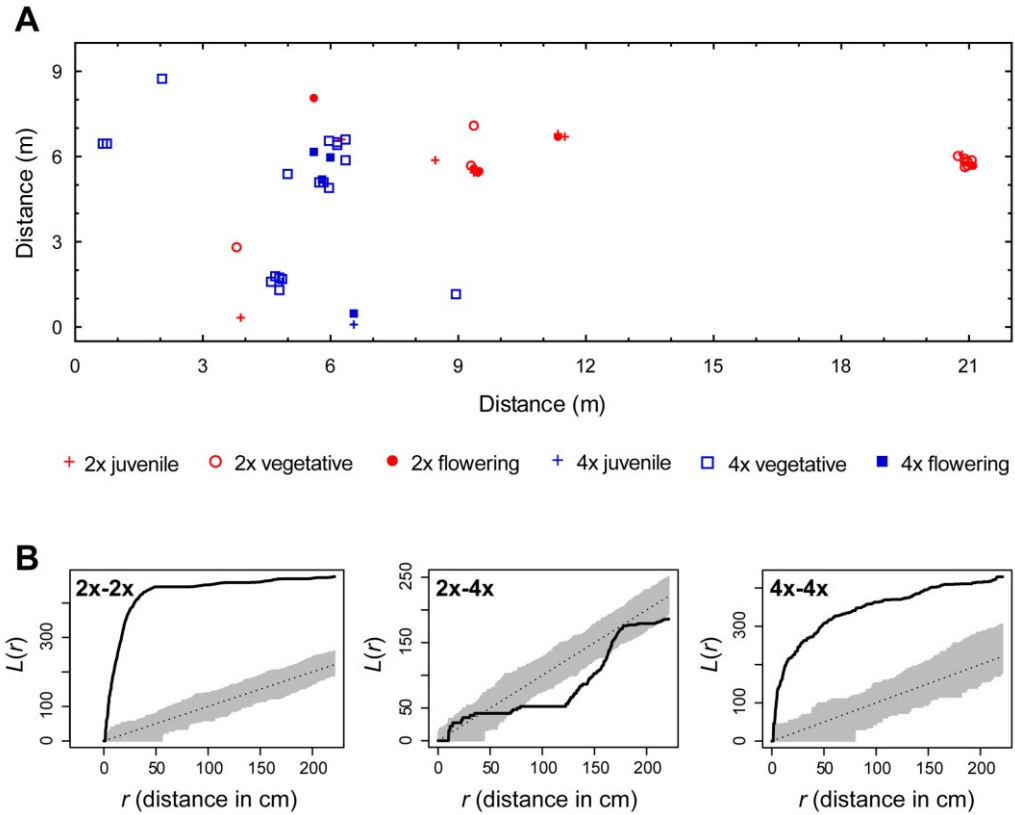 A
Distance (m)
9
6
3
0
0 3 6 9 12 15 18 21
Distance (m)
2x juvenile 2x vegetative 2x flowering 4x juvenile 4x vegetative 4x flowering
B
2x-2x
L(r)
300
100
0
0 50 100 150 200
r (distance in cm)
2x-4x
L(r)
250
150
50
0
0 50 100 150 200
r (distance in cm)
4x-4x
L(r)
300
100
0
0 50 100 150 200
r (distance in cm)